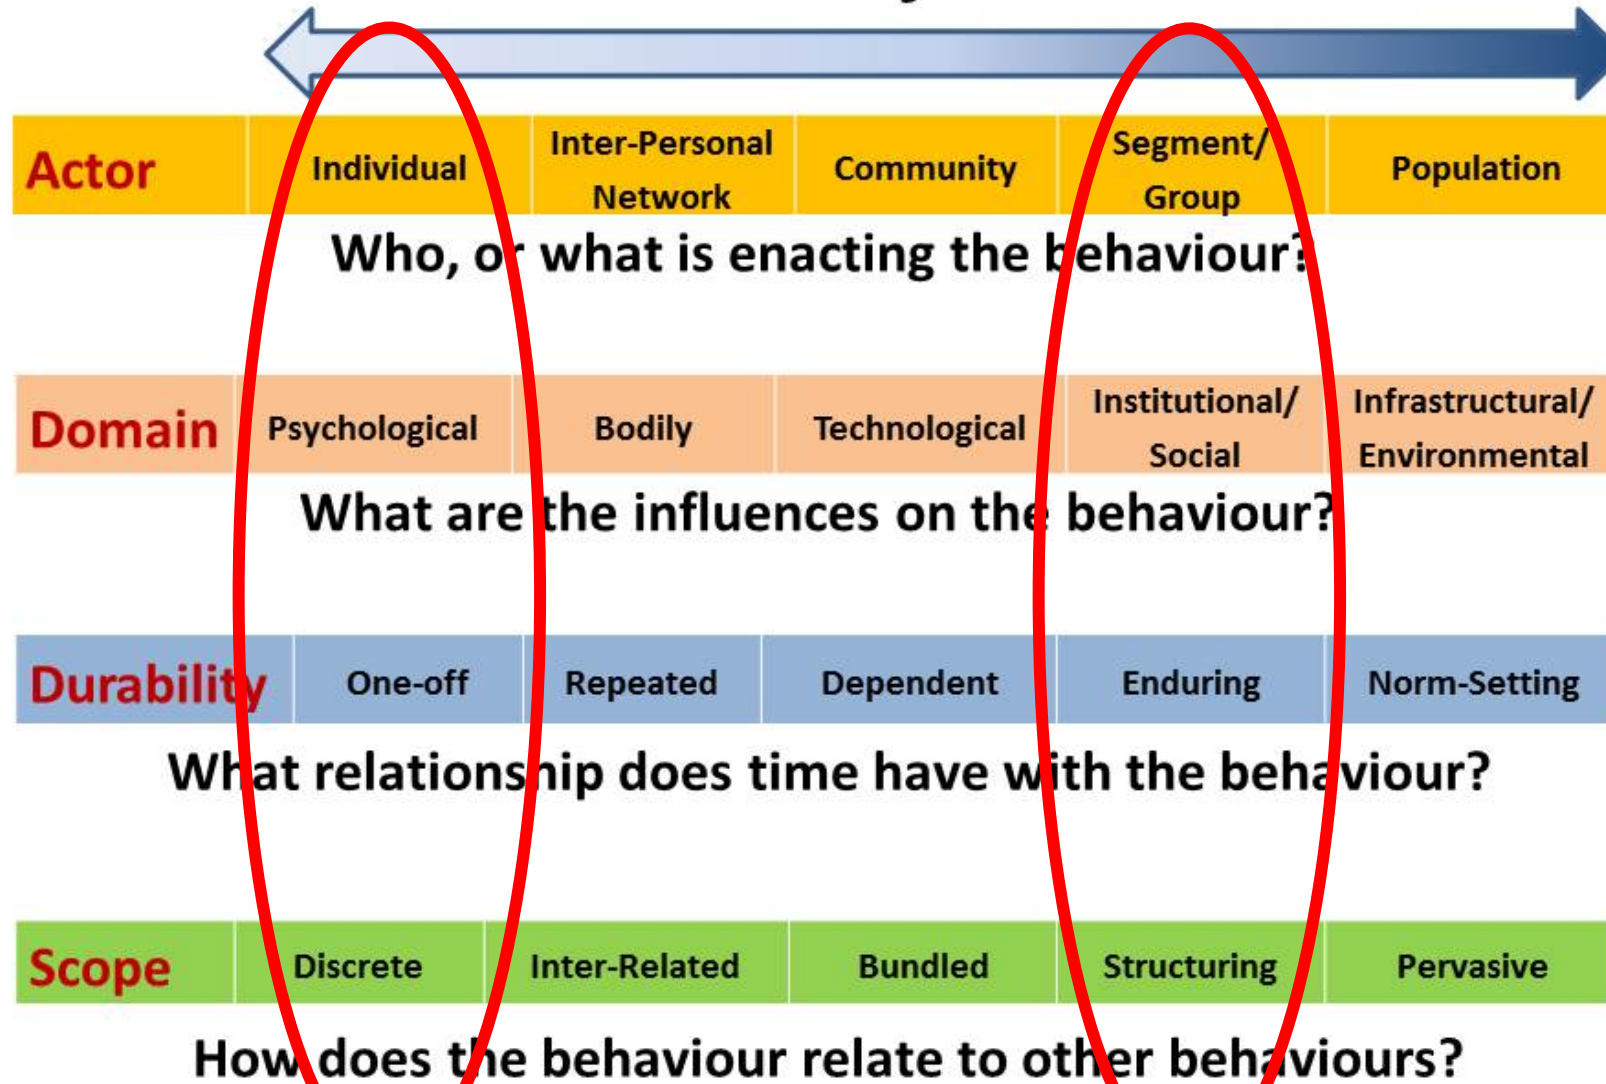 Actor Individual Inter-Personal Network Community Segment/ Group Population
Who, or what is enacting the behaviour?
Domain Psychological Bodily Technological Institutional/ Social Infrastructural/ Environmental
What are the influences on the behaviour?
Durability One-off Repeated Dependent Enduring Norm-Setting
What relationship does time have with the behaviour?
Scope Discrete Inter-Related Bundled Structuring Pervasive
How does the behaviour relate to other behaviours?